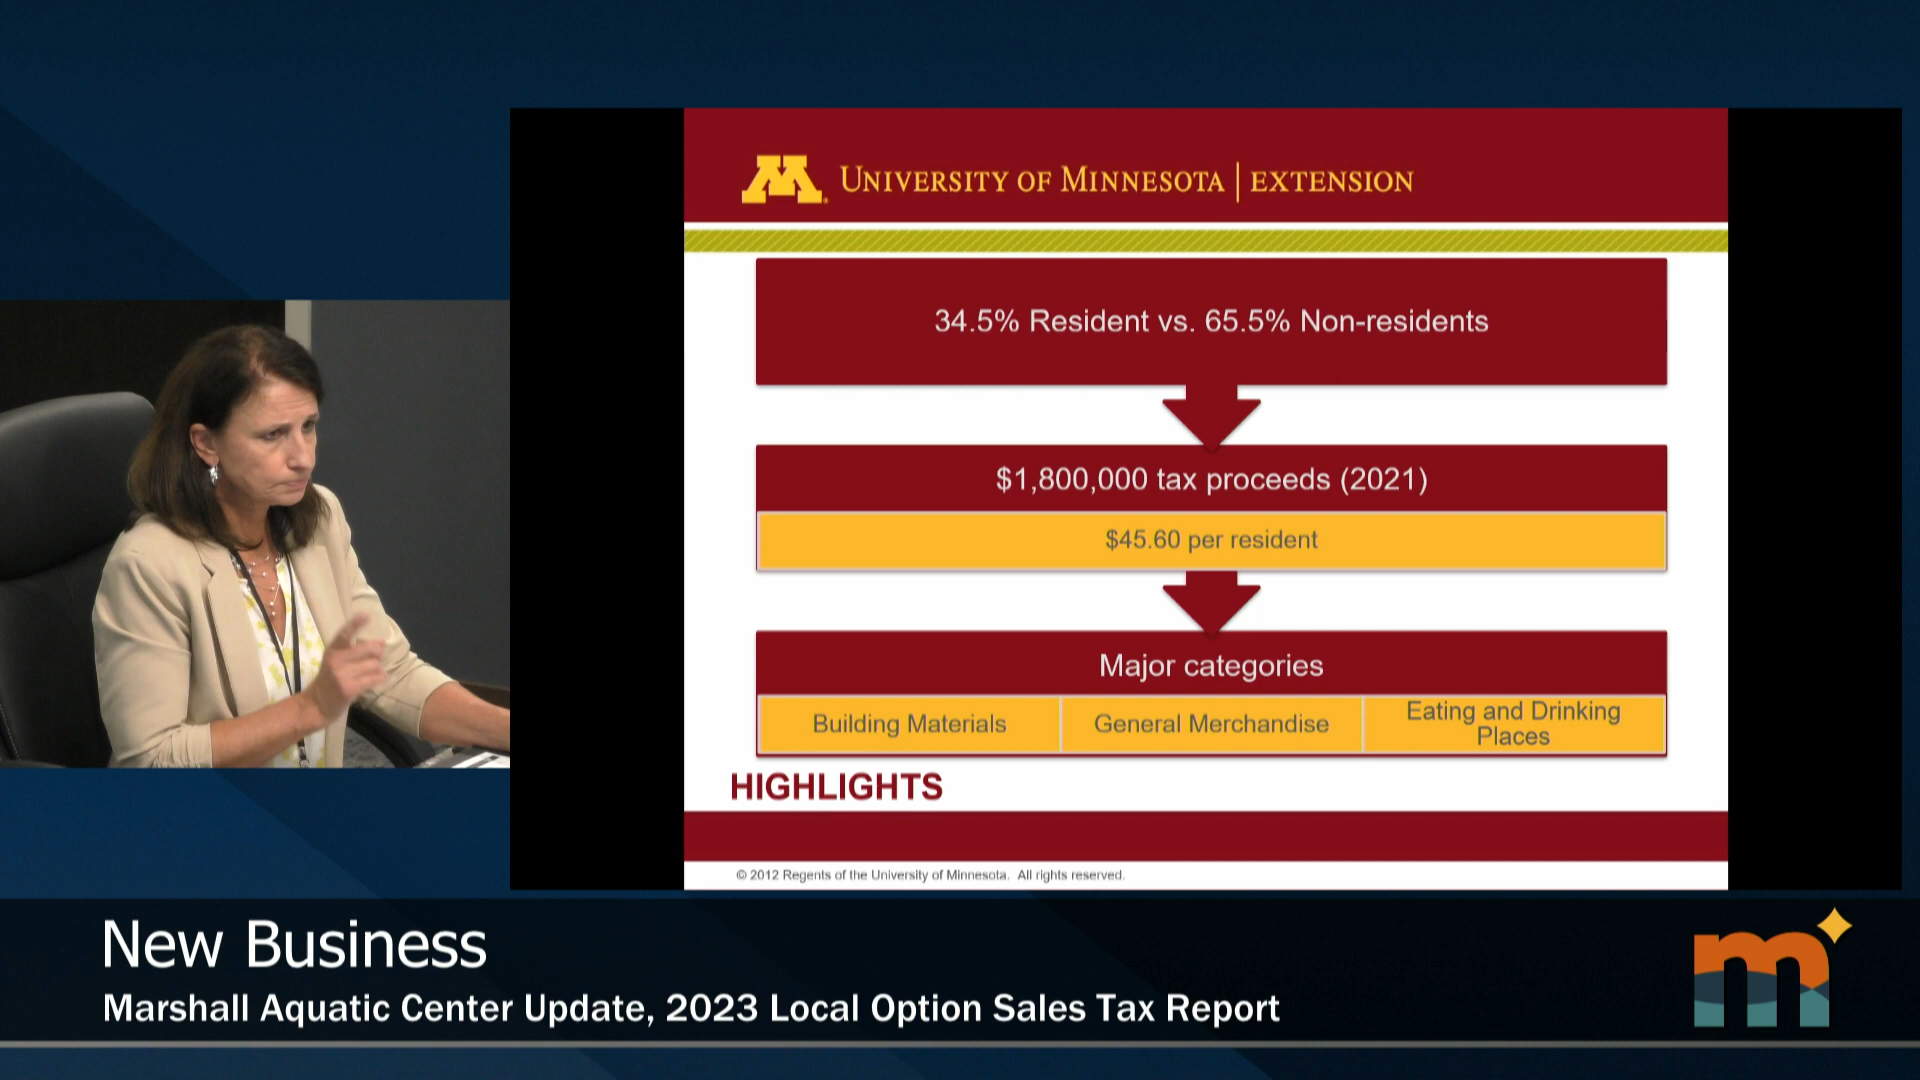 UNIVERSITY OF MINNESOTA | EXTENSION
34.5% Resident vs. 65.5% Non-residents
$1,800,000 tax proceeds (2021)
$45.60 per resident
Major categories
Building Materials
General Merchandise
Eating and Drinking
Places
HIGHLIGHTS
© 2012 Regents of the University of Minnesota. All rights reserved.
New Business
Marshall Aquatic Center Update, 2023 Local Option Sales Tax Report